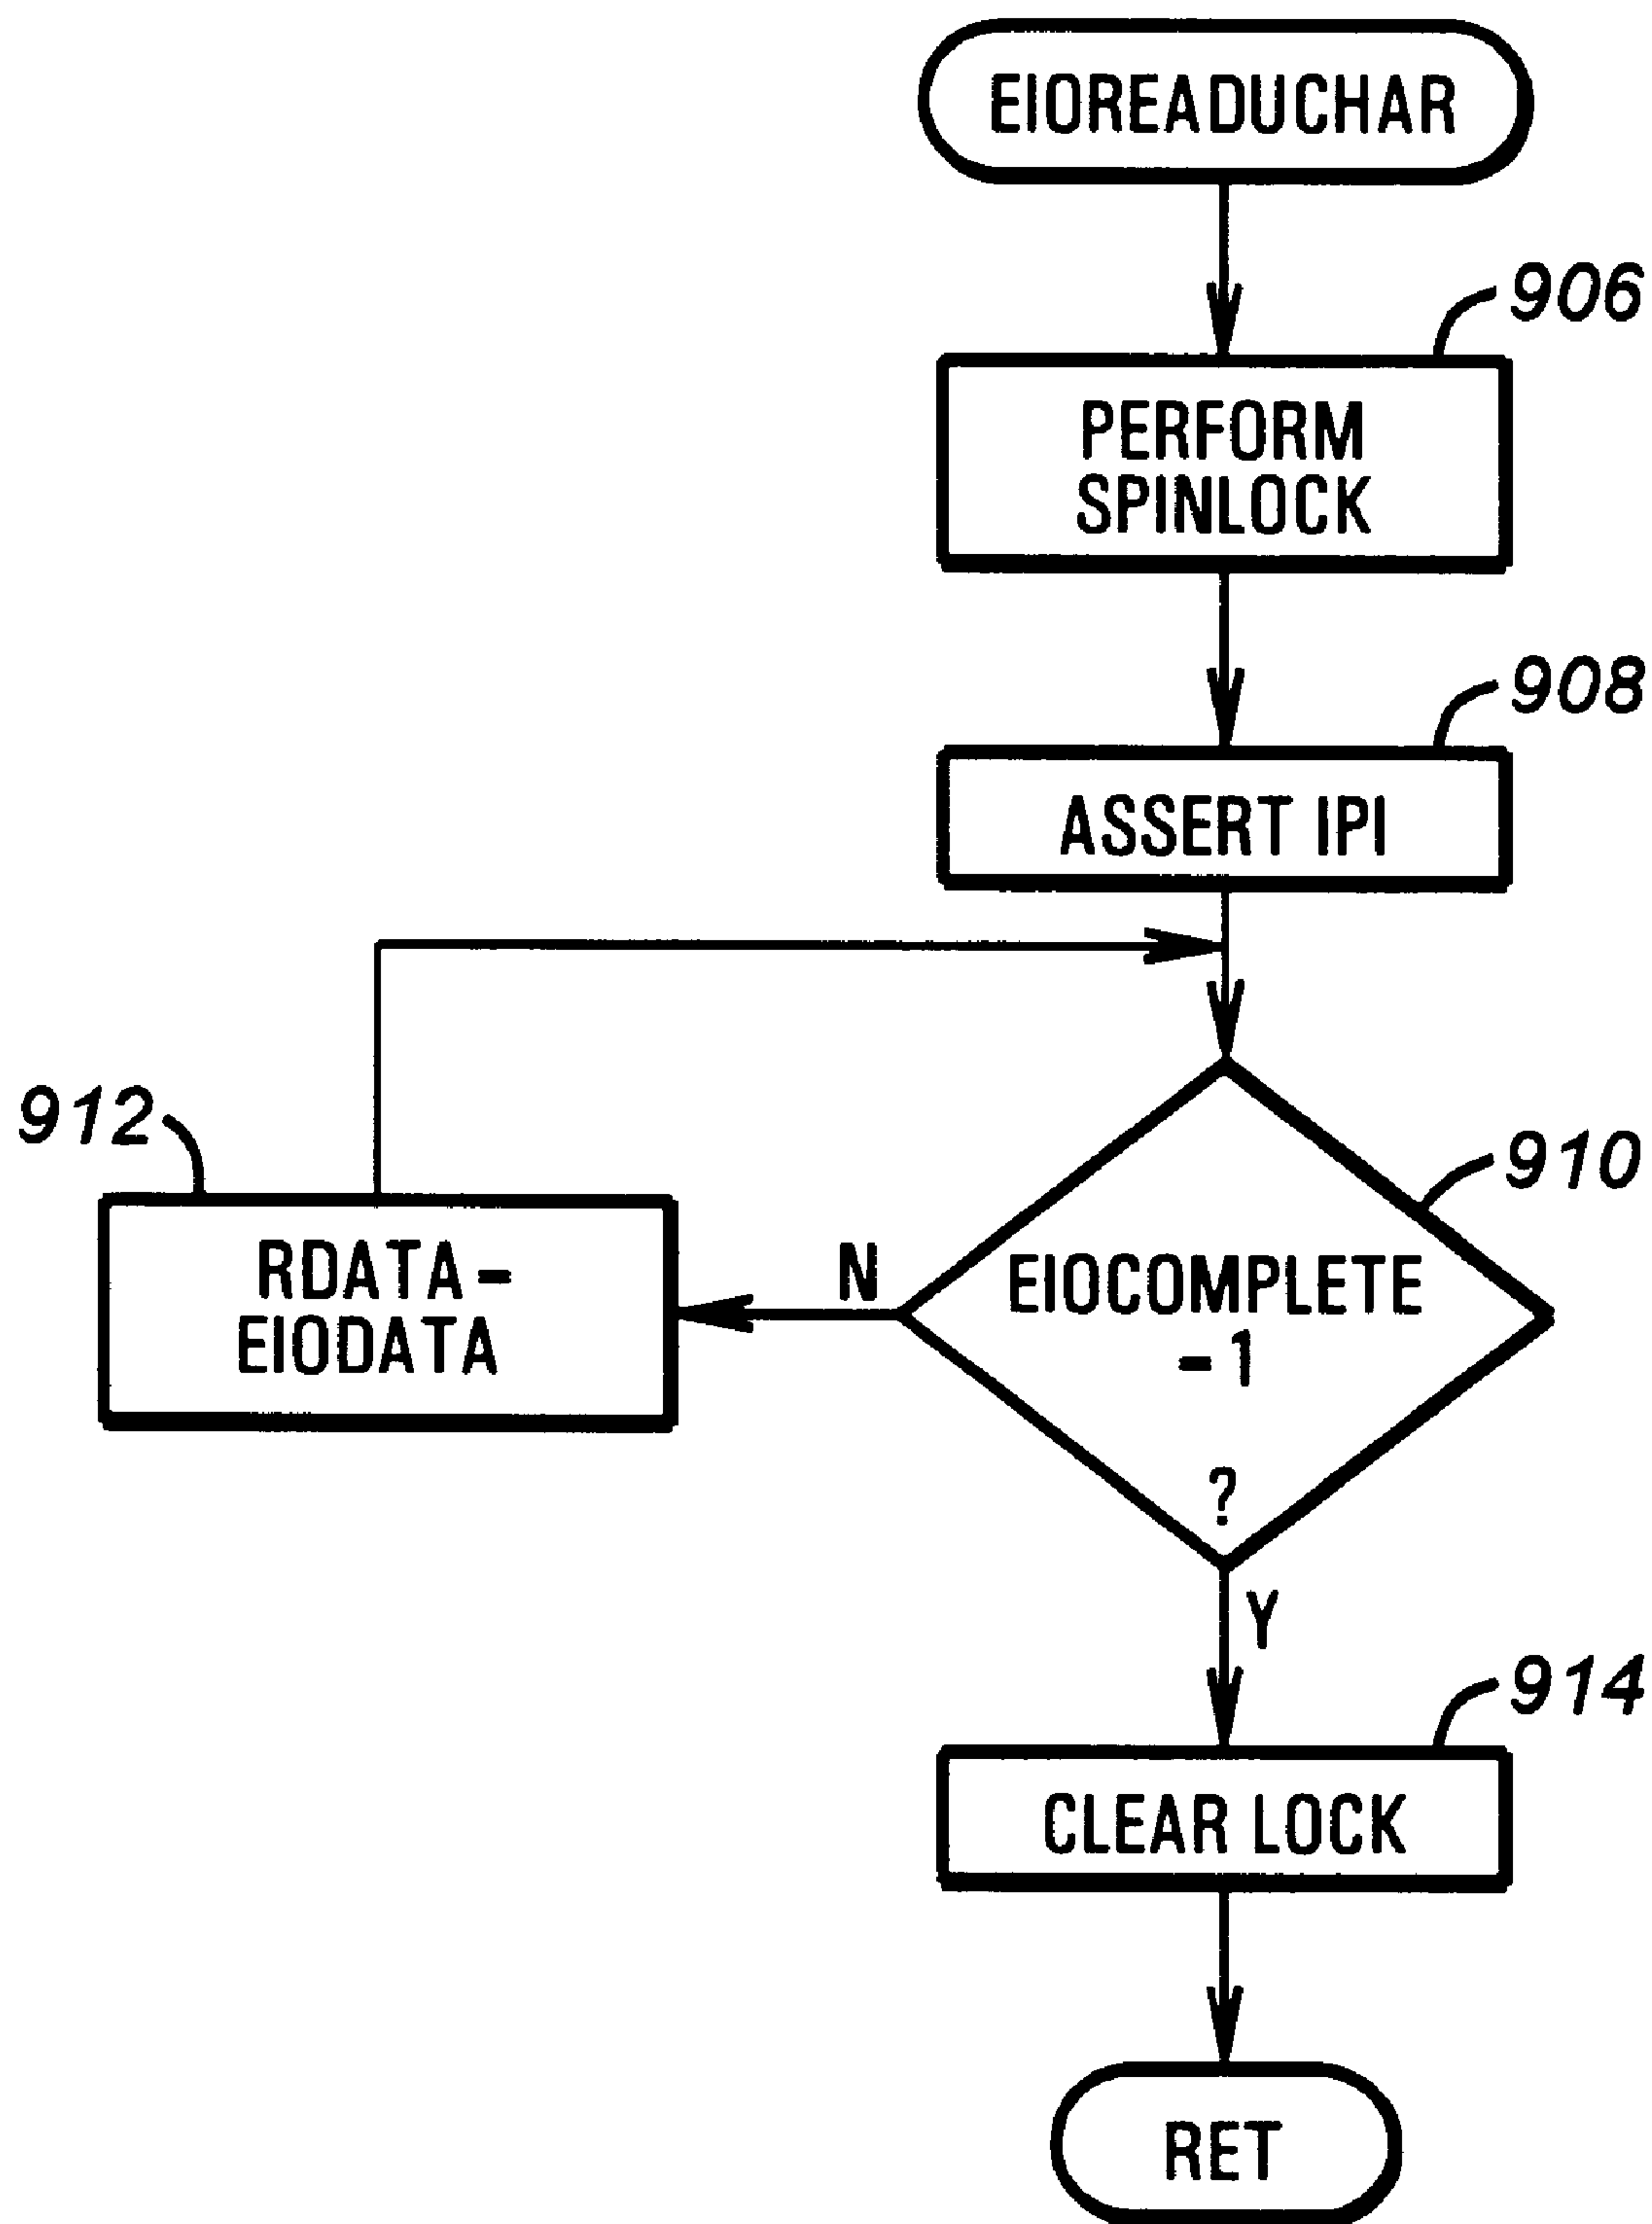 EIOREADUCHAR
906
PERFORM
SPINLOCK
908
ASSERT IPI
912
910
RDATA-
EIODATA
N
EIOCOMPLETE
-1
?
Y
914
CLEAR LOCK
RET